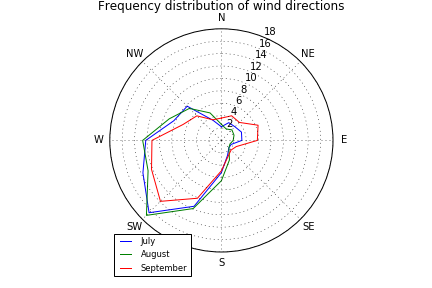 Frequency distribution of wind directions
N
18
16
14
12
10
8
6
4
2
NW
NE
W
E
SW
SE
S
July
August
September